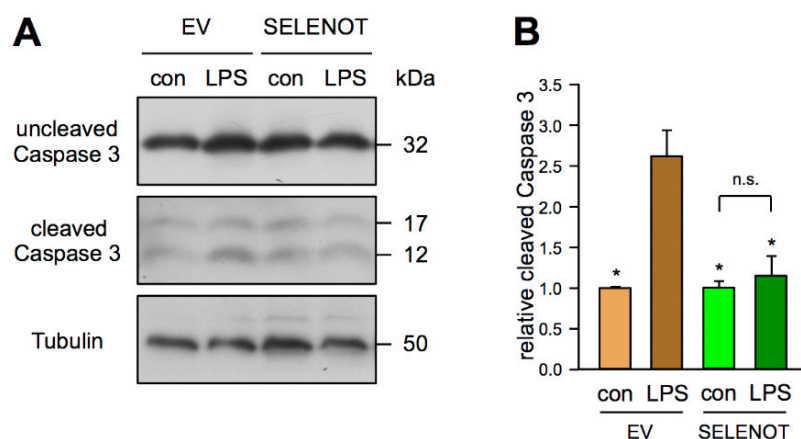 A
EV SELENOT
con LPS con LPS kDa
uncleaved
Caspase 3
32
cleaved
Caspase 3
17
12
Tubulin
50
B
relative cleaved Caspase 3
3.5
3.0
2.5
2.0
1.5
1.0
0.5
0.0
n.s.
* * *
con LPS con LPS
EV SELENOT